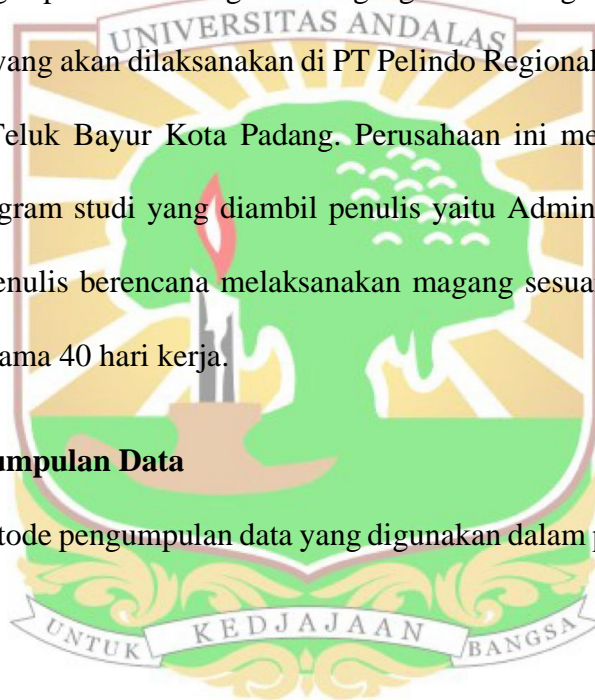 UNIVERSITAS ANDALAS
yang akan dilaksanakan di PT Pelindo Regional
Teluk Bayur Kota Padang. Perusahaan ini me
gram studi yang diambil penulis yaitu Admin
enulis berencana melaksanakan magang sesua
ama 40 hari kerja.
umpulan Data
tode pengumpulan data yang digunakan dalam p
UNTUK KEDJAJAAN BANGSA